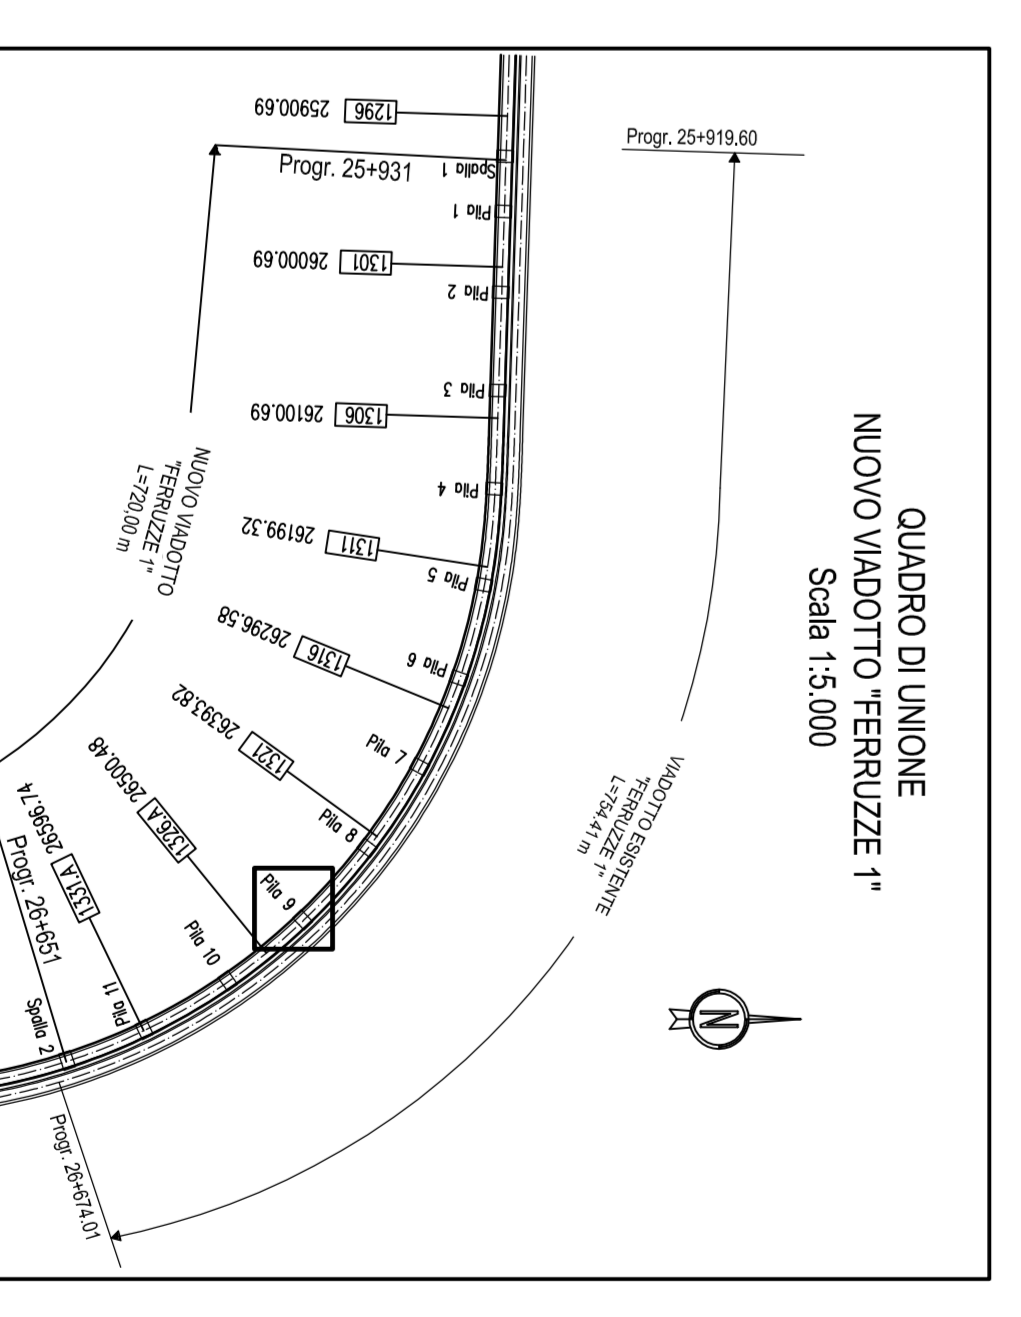 QUADRO DI UNIONE
NUOVO VIADOTTO "FERRUZZE 1"
Scala 1:5.000
Progr. 25+919.60
25900.69 1296
Progr. 25+931
Spalla 1
Pila 1
26000.69 1301
Pila 2
Pila 3
26100.69 1306
Pila 4
26199.32 1311
Pila 5
26296.58 1316
Pila 6
26393.82 1321
Pila 7
26500.48 1326.A
Pila 8
26596.74 1331.A
Pila 9
Progr. 26+651
Pila 10
Pila 11
Spalla 2
NUOVO VIADOTTO
"FERRUZZE 1"
L=720,00 m
VIADOTTO ESISTENTE
"FERRUZZE 1"
L=754,41 m
Progr. 26+674.01
N